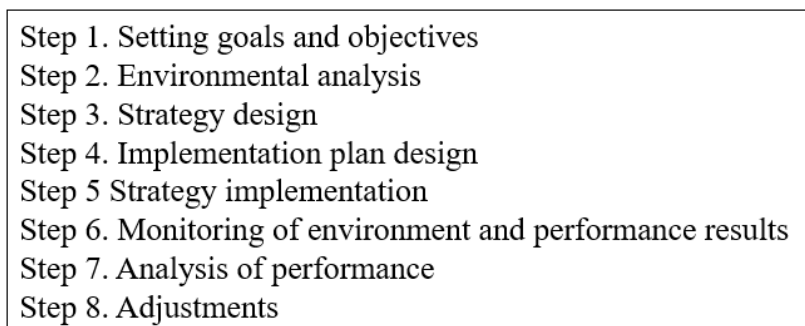 Step 1. Setting goals and objectives
Step 2. Environmental analysis
Step 3. Strategy design
Step 4. Implementation plan design
Step 5 Strategy implementation
Step 6. Monitoring of environment and performance results
Step 7. Analysis of performance
Step 8. Adjustments